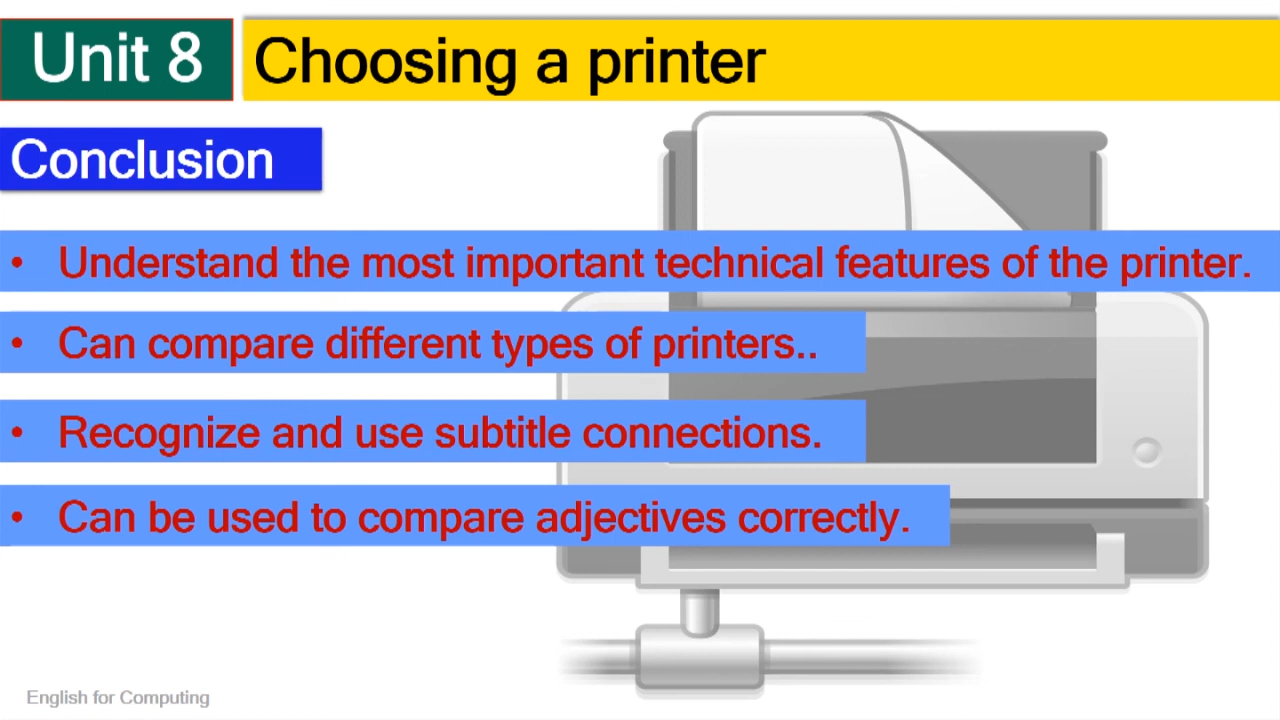 Unit 8 Choosing a printer
Conclusion
• Understand the most important technical features of the printer.
• Can compare different types of printers..
• Recognize and use subtitle connections.
• Can be used to compare adjectives correctly.
English for Computing